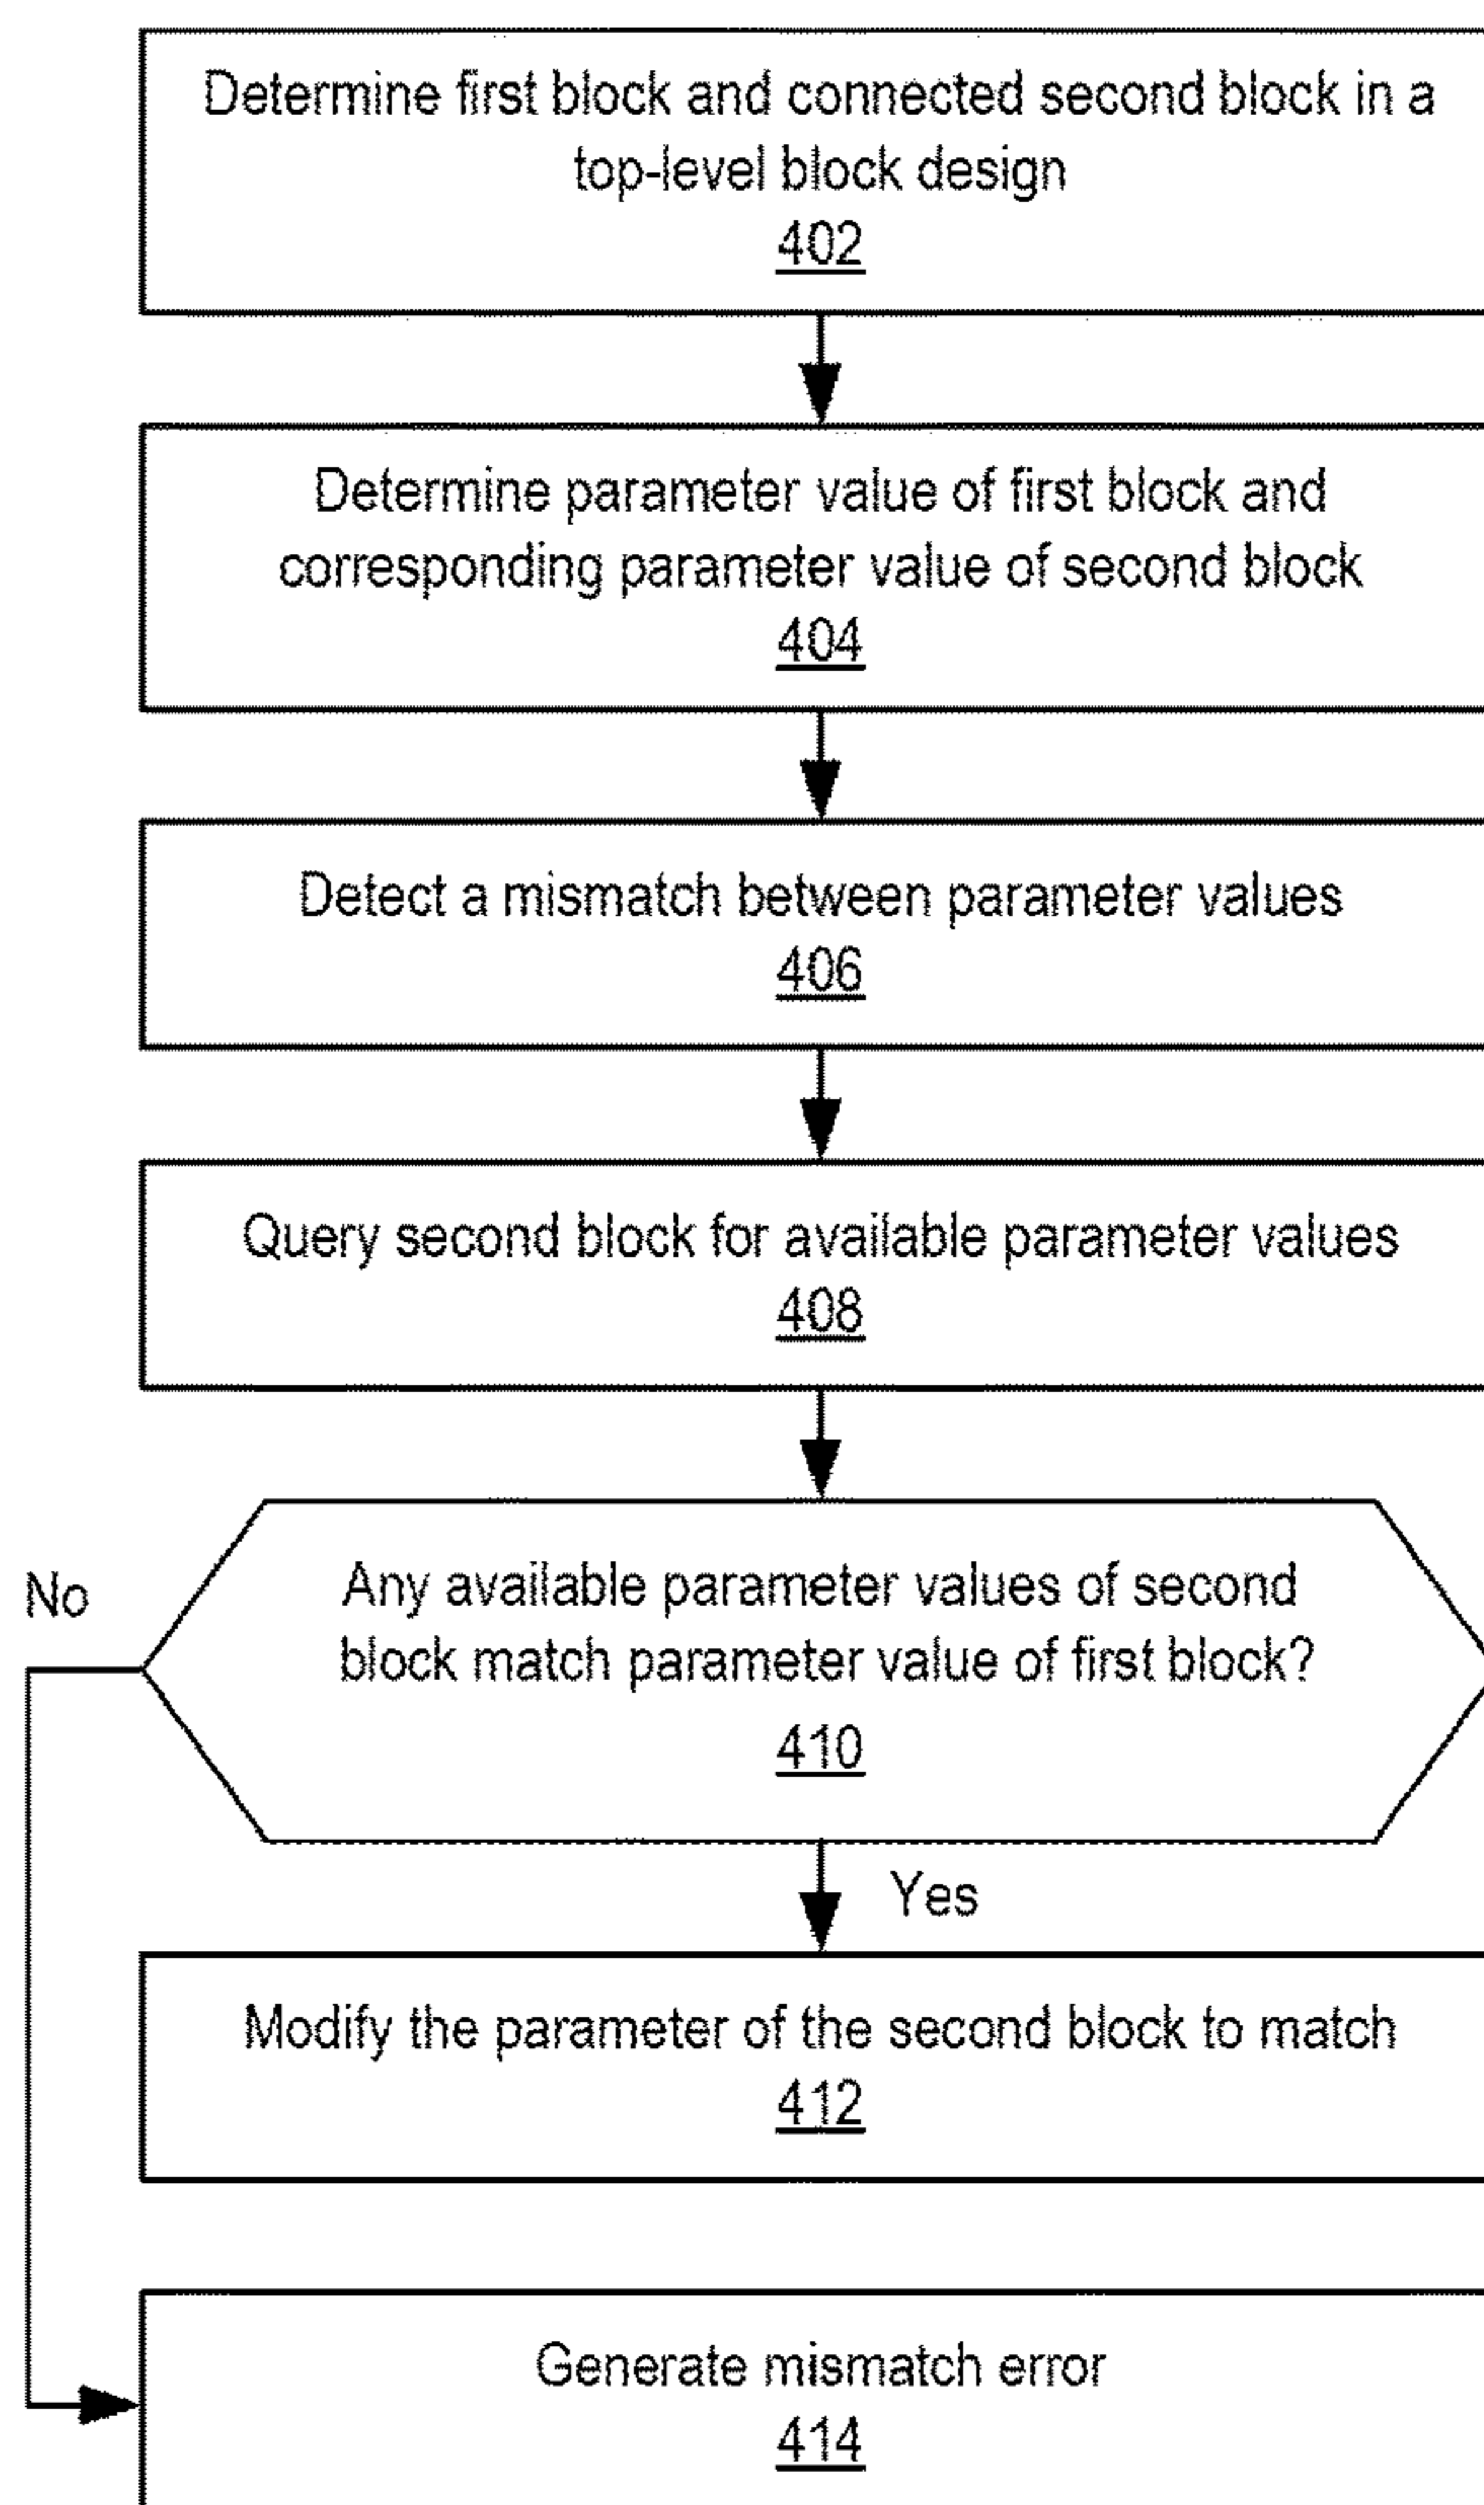 Determine first block and connected second block in a
top-level block design
402
Determine parameter value of first block and
corresponding parameter value of second block
404
Detect a mismatch between parameter values
406
Query second block for available parameter values
408
No
Any available parameter values of second
block match parameter value of first block?
410
Yes
Modify the parameter of the second block to match
412
Generate mismatch error
414